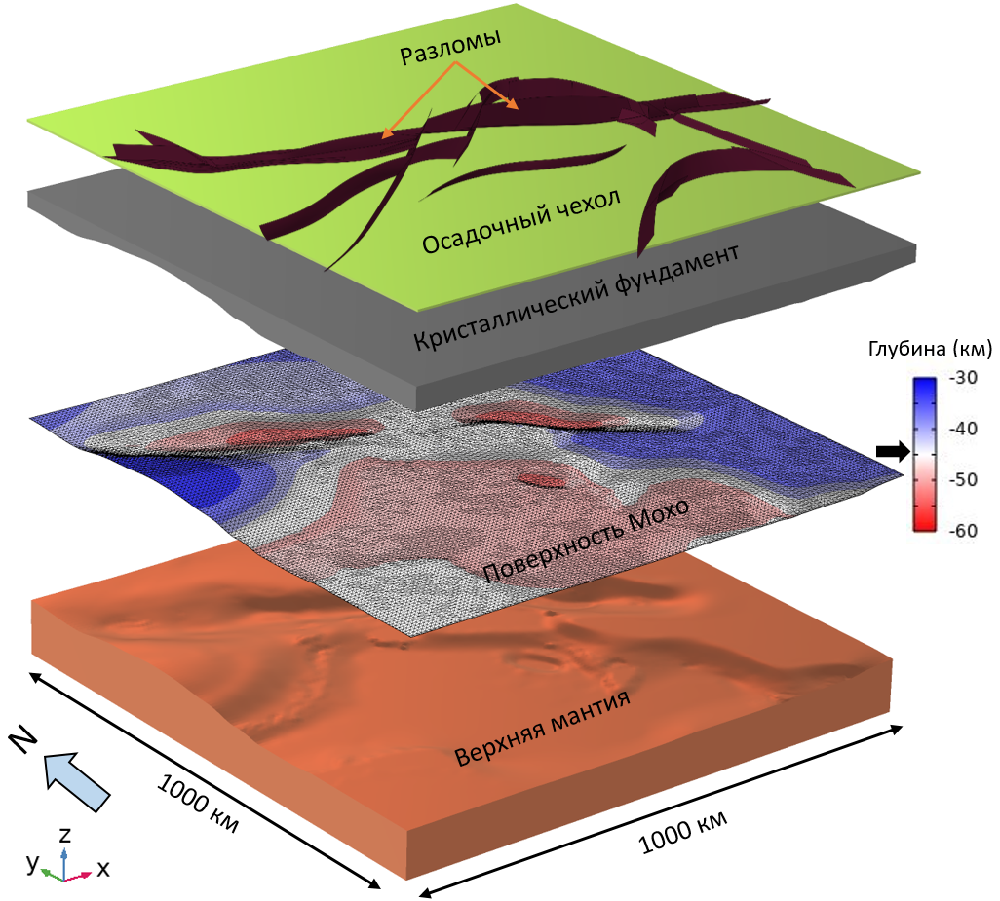 Разломы
Осадочный чехол
Кристаллический фундамент
Глубина (км)
-30
-40
-50
-60
Поверхность Мохо
Верхняя мантия
N
1000 км
1000 км
z
y
x